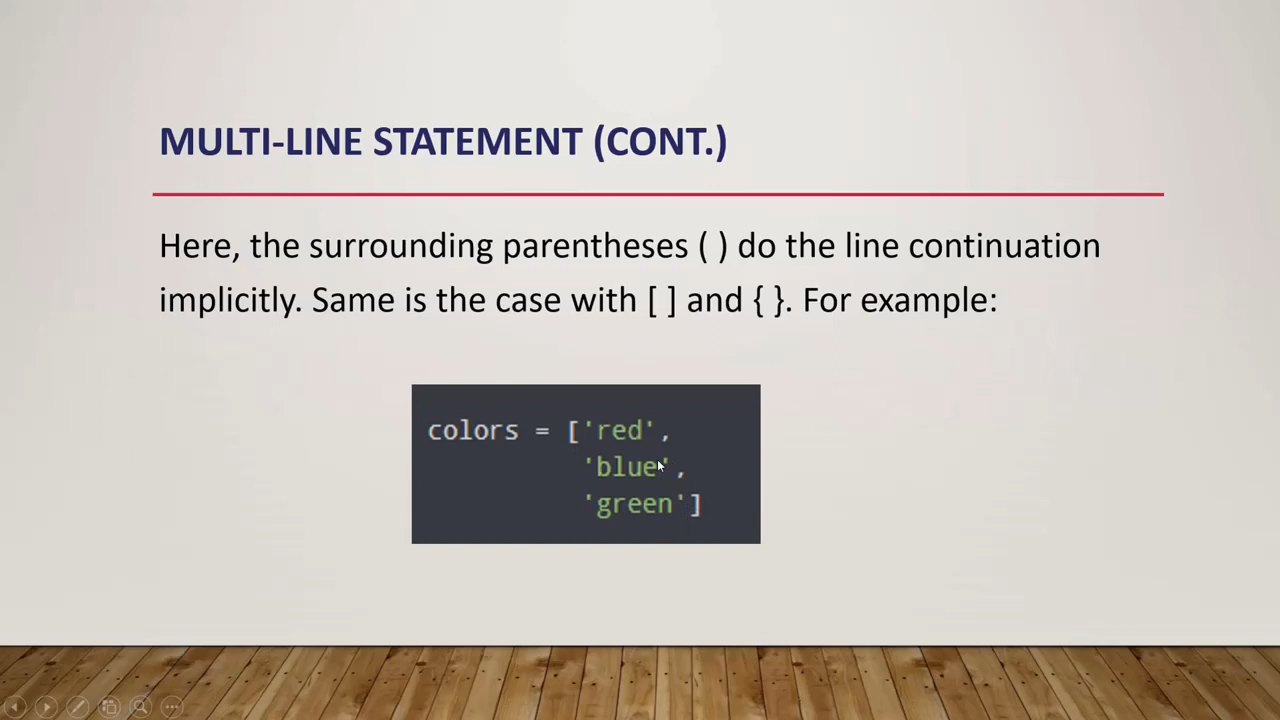 MULTI-LINE STATEMENT (CONT.)
Here, the surrounding parentheses ( ) do the line continuation
implicitly. Same is the case with [ ] and { }. For example:
colors = ['red',
'blue',
'green']